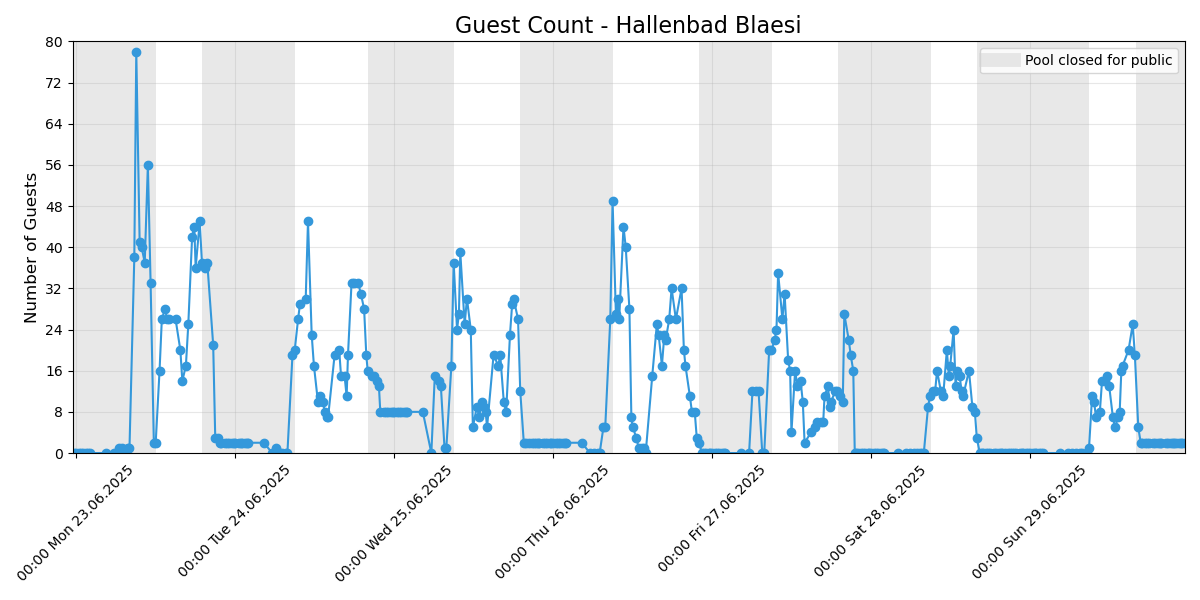 Guest Count - Hallenbad Blaesi
Pool closed for public
Number of Guests
80
72
64
56
48
40
32
24
16
8
0
00:00 Mon 23.06.2025
00:00 Tue 24.06.2025
00:00 Wed 25.06.2025
00:00 Thu 26.06.2025
00:00 Fri 27.06.2025
00:00 Sat 28.06.2025
00:00 Sun 29.06.2025